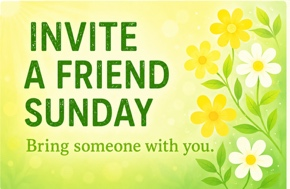 INVITE
A FRIEND
SUNDAY
Bring someone with you.